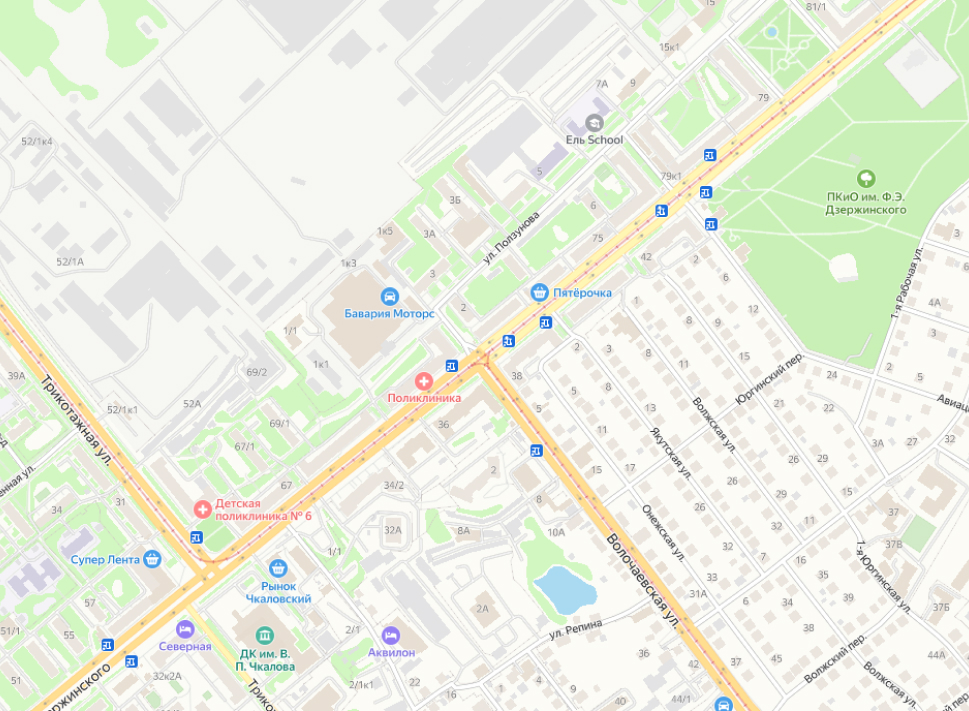 15
81/1
15к1
7А
9
79
52/1к4
Ель School
5
79к1
ПКиО им. Ф.Э.
Дзержинского
3Б
6
1к5
3А
ул. Ползунова
75
3
52/1А
1к3
3
42
2
6
1-я Рабочая ул.
Бавария Моторс
2
Пятёрочка
1
12
4А
8
9
3
1/1
1к1
2
3
8
15
Юргинский пер.
2
5
39А
69/2
Поликлиника
38
5
8
11
24
Авиац
Трикотажная ул.
52/1к1
52А
69/1
36
5
13
Волжская ул.
21
22
32
67/1
11
Якутская ул.
26
29
3А
27
енная ул.
34
31
67
34/2
2
15
17
26
29
15
Детская
поликлиника № 6
8
Онежская ул.
22
32
11
32А
8А
10А
32
7
16
37В
Супер Лента
1/1
35
1-я Юргинская ул.
Рынок
Чкаловский
Волочаевская ул.
57
2А
31А
6
34
39
37Б
51/1
55
Северная
ДК им. В.
П. Чкалова
2/1
Аквилон
ул. Репина
38
Волжский пер.
36
45
44А
51
ержинского
32к2А
Трико
2/1к1
22
16
1
4
9
40
42
37
44/1
Волжская ул.